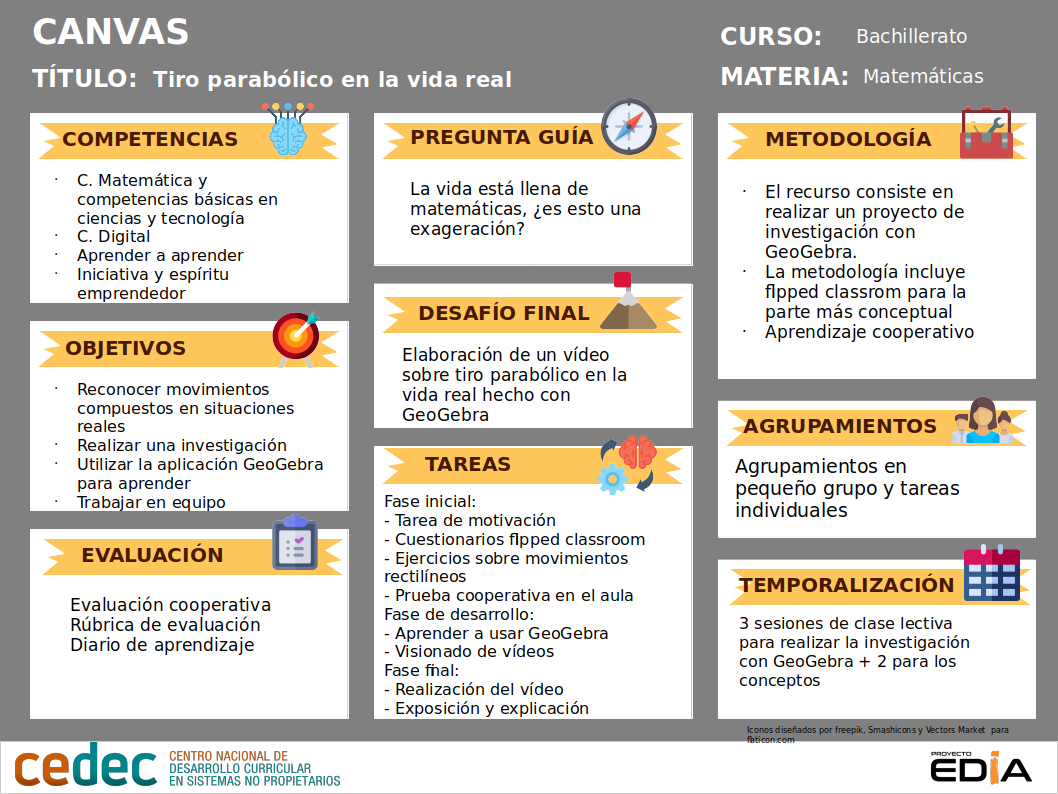 CANVAS
TÍTULO: Tiro parabólico en la vida real
CURSO: Bachillerato
MATERIA: Matemáticas
COMPETENCIAS
· C. Matemática y
competencias básicas en
ciencias y tecnología
· C. Digital
· Aprender a aprender
· Iniciativa y espíritu
emprendedor
OBJETIVOS
· Reconocer movimientos
compuestos en situaciones
reales
· Realizar una investigación
· Utilizar la aplicación GeoGebra
para aprender
· Trabajar en equipo
EVALUACIÓN
Evaluación cooperativa
Rúbrica de evaluación
Diario de aprendizaje
PREGUNTA GUÍA
La vida está llena de
matemáticas, ¿es esto una
exageración?
DESAFÍO FINAL
Elaboración de un vídeo
sobre tiro parabólico en la
vida real hecho con
GeoGebra
TAREAS
Fase inicial:
- Tarea de motivación
- Cuestionarios flpped classroom
- Ejercicios sobre movimientos
rectilíneos
- Prueba cooperativa en el aula
Fase de desarrollo:
- Aprender a usar GeoGebra
- Visionado de vídeos
Fase fnal:
- Realización del vídeo
- Exposición y explicación
METODOLOGÍA
· El recurso consiste en
realizar un proyecto de
investigación con
GeoGebra.
· La metodología incluye
flpped classrom para la
parte más conceptual
· Aprendizaje cooperativo
AGRUPAMIENTOS
Agrupamientos en
pequeño grupo y tareas
individuales
TEMPORALIZACIÓN
3 sesiones de clase lectiva
para realizar la investigación
con GeoGebra + 2 para los
conceptos
Iconos diseñados por freepik, Smashicons y Vectors Market para
flaticon.com
cedec
CENTRO NACIONAL DE
DESARROLLO CURRICULAR
EN SISTEMAS NO PROPIETARIOS
PROYECTO
EDIA